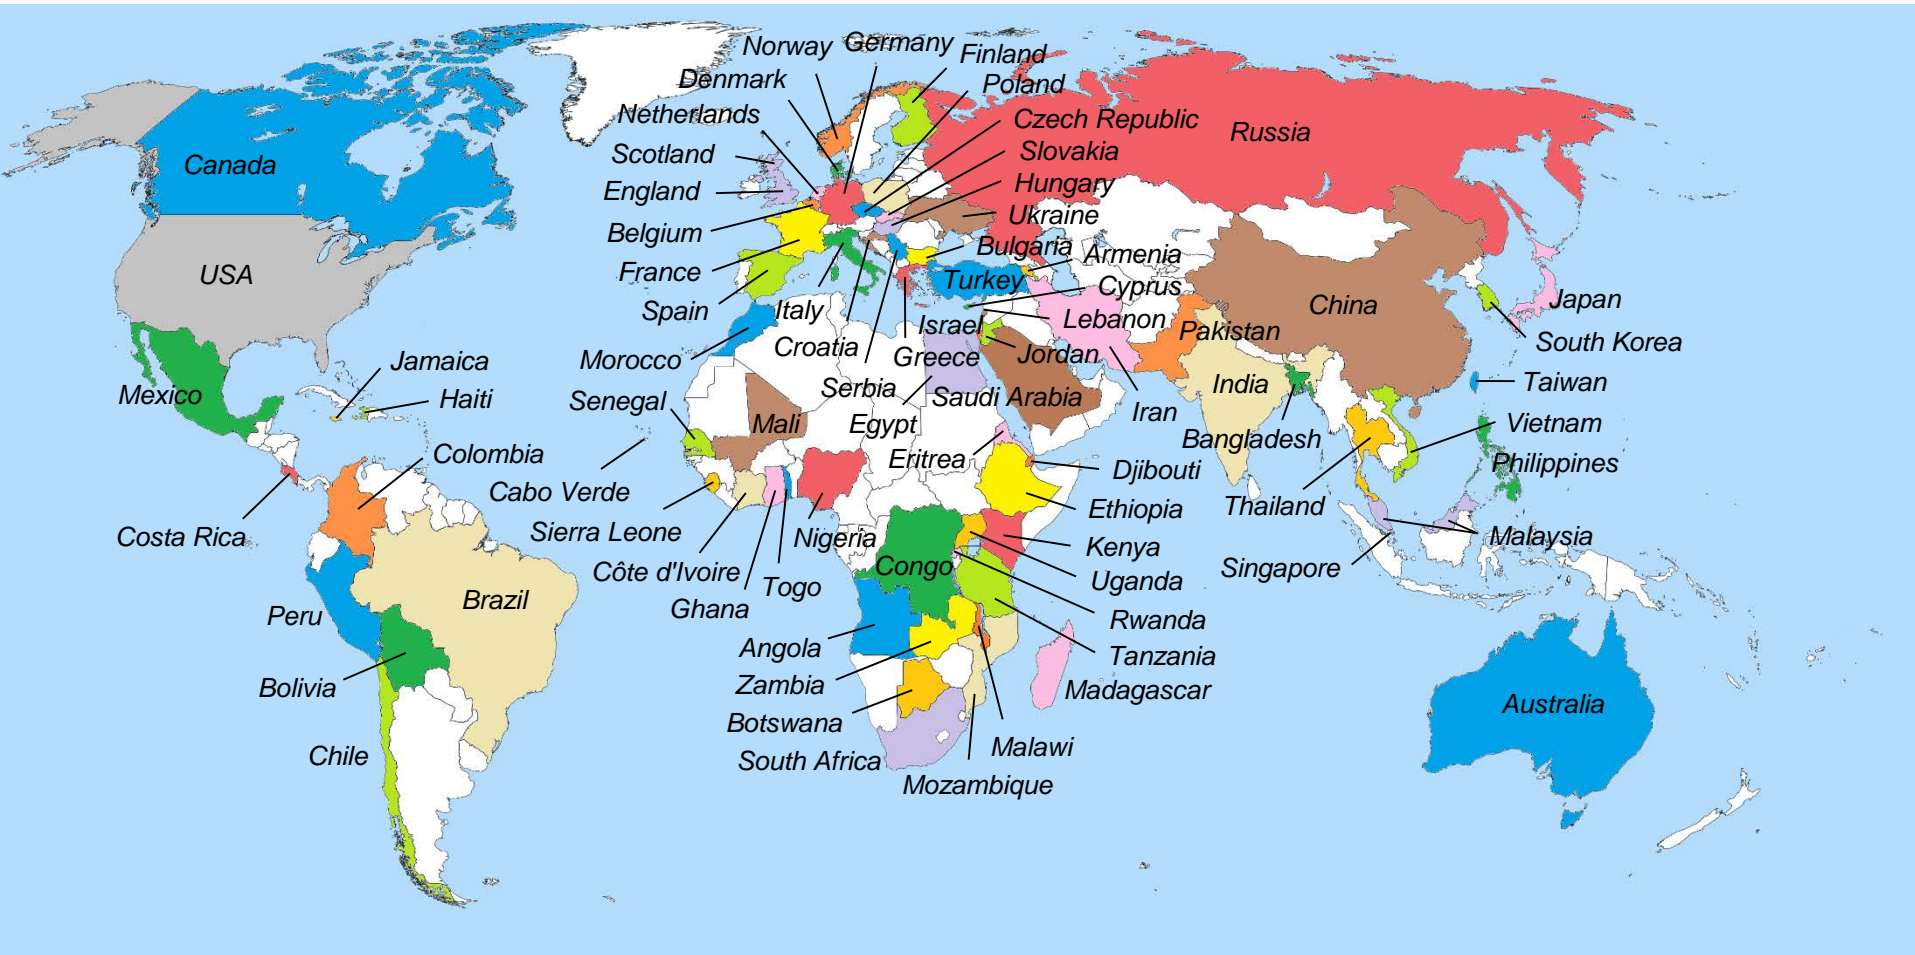 Norway
Germany
Finland
Denmark
Poland
Netherlands
Czech Republic
Russia
Scotland
Slovakia
Canada
England
Hungary
Ukraine
Belgium
Bulgaria
Armenia
France
USA
Turkey
Cyprus
Spain
Italy
Israel
Lebanon
Pakistan
China
Japan
Morocco
Croatia
Greece
Jordan
South Korea
Jamaica
Mexico
Haiti
Serbia
Saudi Arabia
India
Taiwan
Senegal
Mali
Egypt
Iran
Bangladesh
Vietnam
Colombia
Eritrea
Djibouti
Philippines
Cabo Verde
Ethiopia
Thailand
Costa Rica
Sierra Leone
Nigeria
Kenya
Malaysia
Côte d'Ivoire
Congo
Uganda
Singapore
Togo
Ghana
Brazil
Peru
Rwanda
Angola
Tanzania
Bolivia
Zambia
Madagascar
Australia
Botswana
Chile
South Africa
Malawi
Mozambique